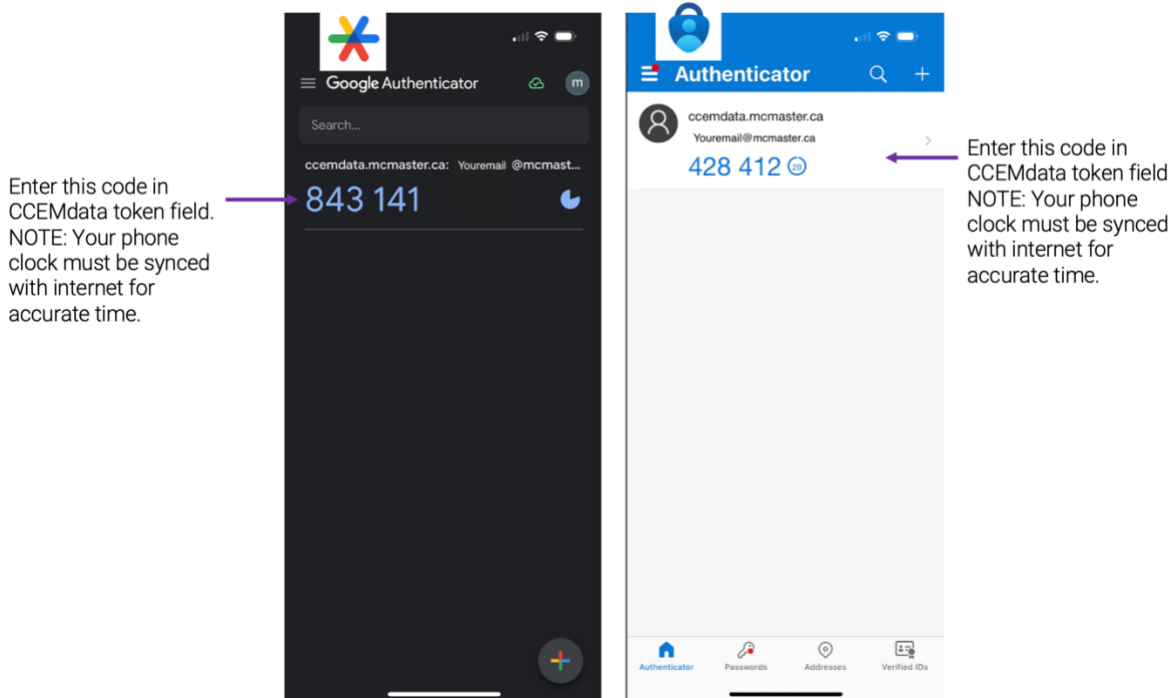 Enter this code in
CCEMdata token field.
NOTE: Your phone
clock must be synced
with internet for
accurate time.
Google Authenticator
m
Search...
ccemdata.mcmaster.ca: Youremail @mcmast...
843 141
Authenticator
ccemdata.mcmaster.ca
Youremail@mcmaster.ca
428 412 29
Authenticator
Passwords
Addresses
Verified IDs
Enter this code in
CCEMdata token field
NOTE: Your phone
clock must be synced
with internet for
accurate time.